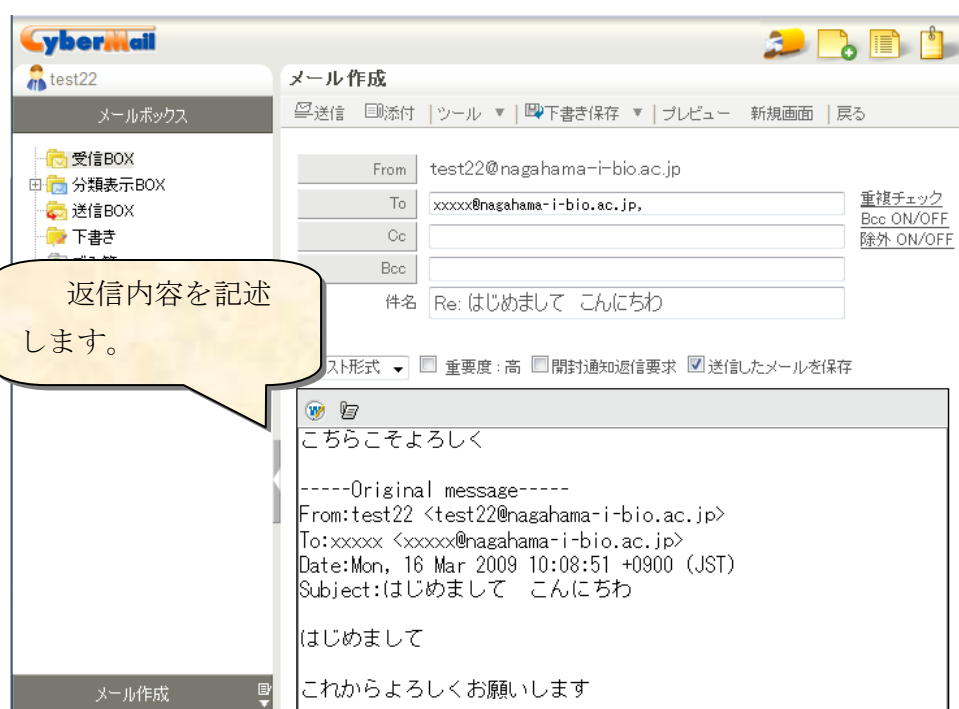 CyberMail
test22
メール作成
メールボックス
送信 添付 |ツール ▼ | 下書き保存 ▼ | プレビュー 新規画面 | 戻る
受信BOX
分類表示BOX
送信BOX
下書き
From test22@nagahama-i-bio.ac.jp
To xxxxx@nagahama-i-bio.ac.jp,
重複チェック
Cc
Bcc ON/OFF
除外 ON/OFF
Bcc
件名 Re: はじめまして こんにちわ
返信内容を記述
します。
スト形式 重要度:高 開封通知返信要求 送信したメールを保存
こちらこそよろしく
-----Original message-----
From:test22 <test22@nagahama-i-bio.ac.jp>
To:xxxxx <xxxxx@nagahama-i-bio.ac.jp>
Date:Mon, 16 Mar 2009 10:08:51 +0900 (JST)
Subject:はじめまして こんにちわ
はじめまして
これからよろしくお願いします
メール作成